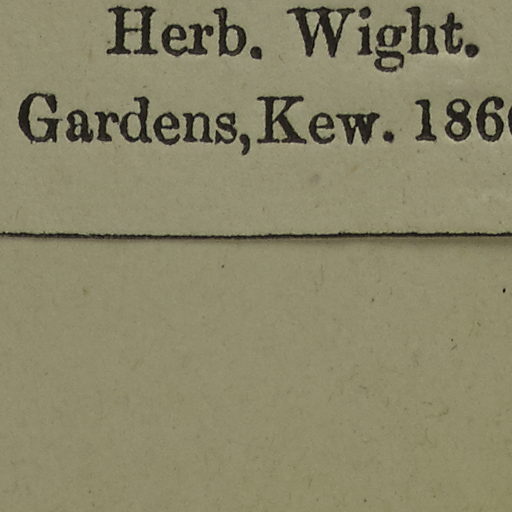 Herb. Wight.
Gardens, Kew. 186